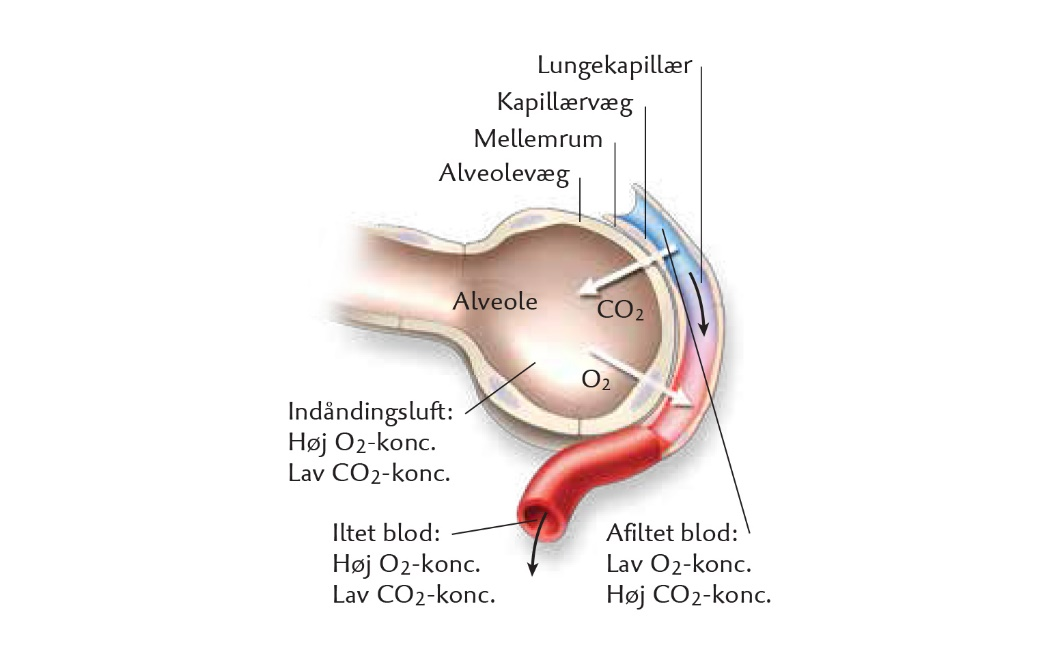 Lungekapillær
Kapillærvæg
Mellemrum
Alveolevæg
Alveole
CO₂
O₂
Indåndingsluft:
Høj O₂-konc.
Lav CO₂-konc.
Iltet blod:
Høj O₂-konc.
Lav CO₂-konc.
Afiltet blod:
Lav O₂-konc.
Høj CO₂-konc.